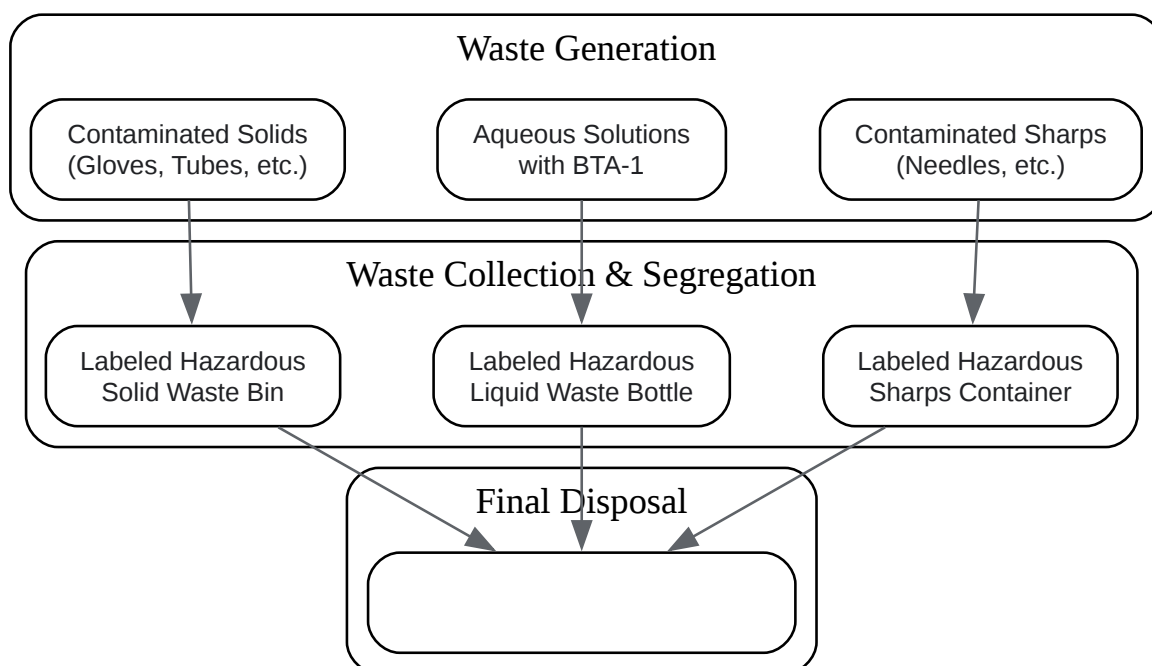 Waste Generation
Contaminated Solids
(Gloves, Tubes, etc.)
Aqueous Solutions
with BTA-1
Contaminated Sharps
(Needles, etc.)
Waste Collection & Segregation
Labeled Hazardous
Solid Waste Bin
Labeled Hazardous
Liquid Waste Bottle
Labeled Hazardous
Sharps Container
Final Disposal